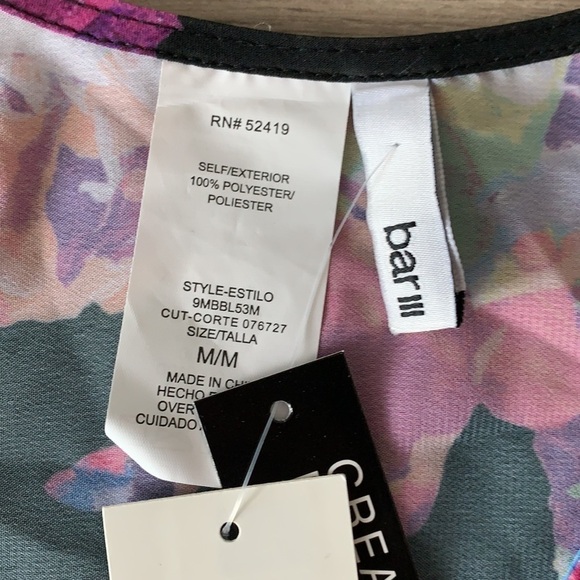 RN# 52419
SELF/EXTERIOR
100% POLYESTER/
POLIESTER
STYLE-ESTILO
9MBBL53M
CUT-CORTE 076727
SIZE/TALLA
M/M
MADE IN
HECHO
OVER
CUIDADO
bar III
CREA